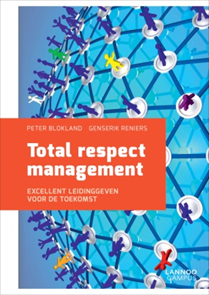 PETER BLOKLAND GENSERIK RENIERS
Total respect
management
EXCELLENT LEIDINGGEVEN
VOOR DE TOEKOMST
LANNOO
CAMPUS